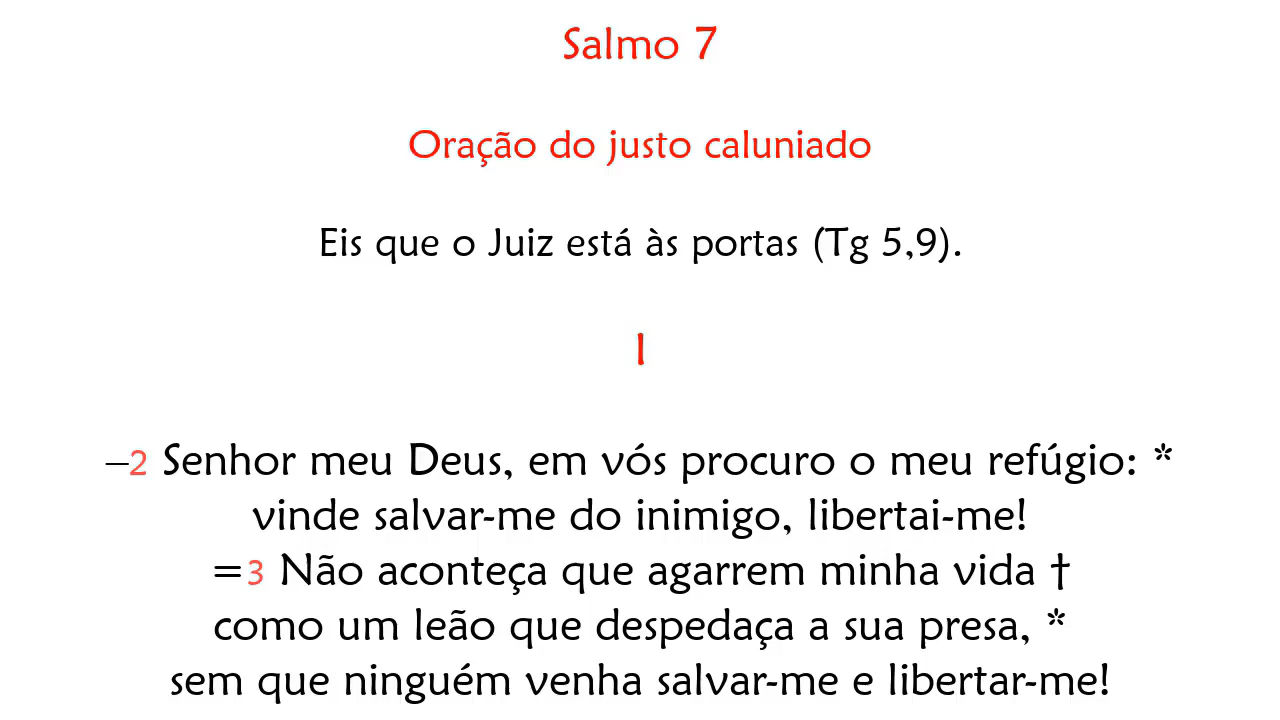 Salmo 7
Oração do justo caluniado
Eis que o Juiz está às portas (Tg 5,9).
I
–2 Senhor meu Deus, em vós procuro o meu refúgio: *
vinde salvar-me do inimigo, libertai-me!
=3 Não aconteça que agarrem minha vida †
como um leão que despedaça a sua presa, *
sem que ninguém venha salvar-me e libertar-me!